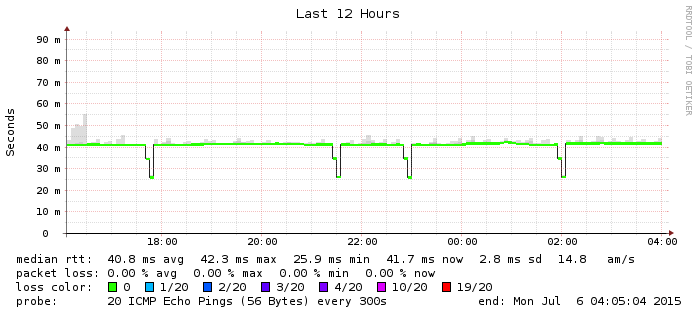 Last 12 Hours
RRDTOOL / TOBI OETIKER
Seconds
90 m
80 m
70 m
60 m
50 m
40 m
30 m
20 m
10 m
0
18:00 20:00 22:00 00:00 02:00 04:00
median rtt: 40.8 ms avg 42.3 ms max 25.9 ms min 41.7 ms now 2.8 ms sd 14.8 am/s
packet loss: 0.00 % avg 0.00 % max 0.00 % min 0.00 % now
loss color: 0 1/20 2/20 3/20 4/20 10/20 19/20
probe: 20 ICMP Echo Pings (56 Bytes) every 300s end: Mon Jul 6 04:05:04 2015